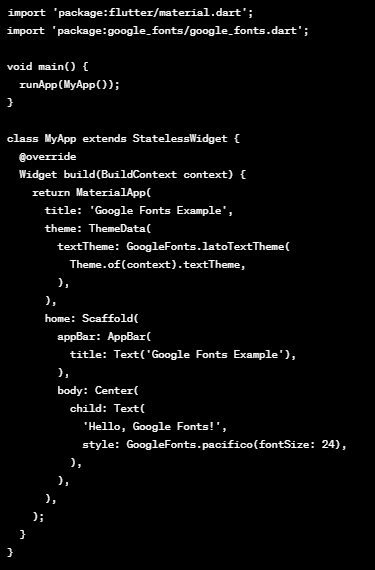 import 'package:flutter/material.dart';
import 'package:google_fonts/google_fonts.dart';

void main() {
  runApp(MyApp());
}

class MyApp extends StatelessWidget {
  @override
  Widget build(BuildContext context) {
    return MaterialApp(
      title: 'Google Fonts Example',
      theme: ThemeData(
        textTheme: GoogleFonts.latoTextTheme(
          Theme.of(context).textTheme,
        ),
      ),
      home: Scaffold(
        appBar: AppBar(
          title: Text('Google Fonts Example'),
        ),
        body: Center(
          child: Text(
            'Hello, Google Fonts!',
            style: GoogleFonts.pacifico(fontSize: 24),
          ),
        ),
      ),
    );
  }
}